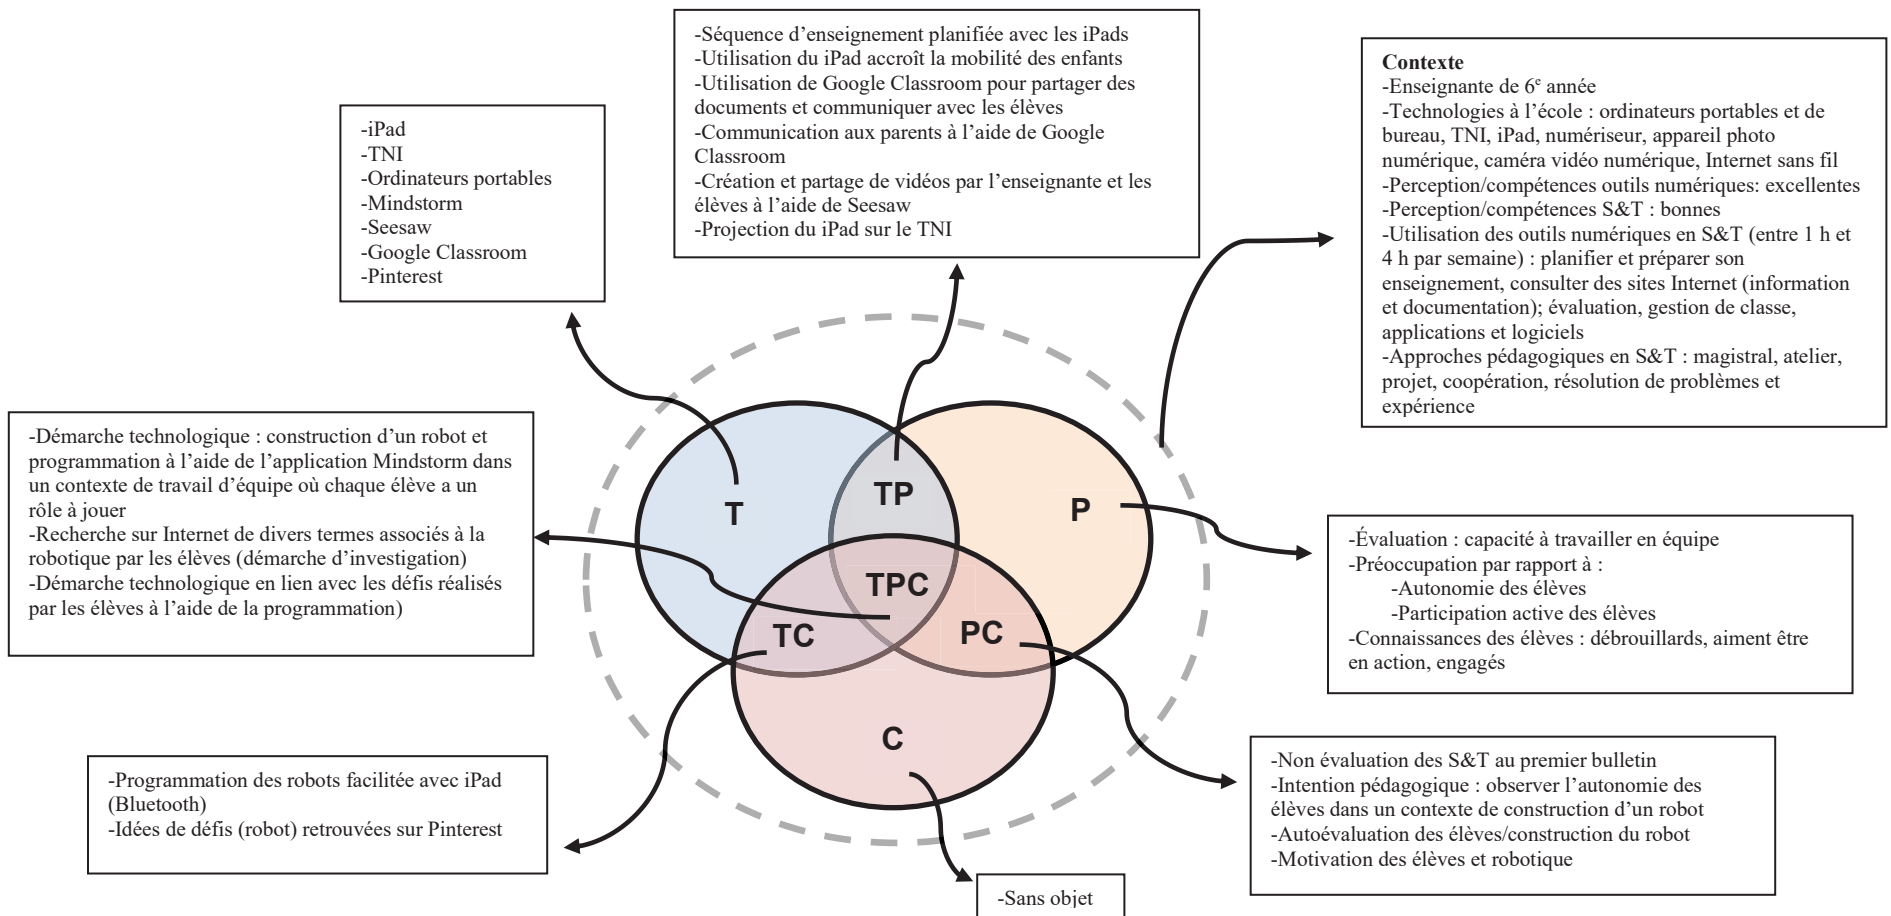 -Séquence d’enseignement planifiée avec les iPads
-Utilisation du iPad accroît la mobilité des enfants
-Utilisation de Google Classroom pour partager des
documents et communiquer avec les élèves
-Communication aux parents à l’aide de Google
Classroom
-Création et partage de vidéos par l’enseignante et les
élèves à l’aide de Seesaw
-Projection du iPad sur le TNI
Contexte
-Enseignante de 6e année
-Technologies à l’école : ordinateurs portables et de
bureau, TNI, iPad, numériseur, appareil photo
numérique, caméra vidéo numérique, Internet sans fil
-Perception/compétences outils numériques: excellentes
-Perception/compétences S&T : bonnes
-Utilisation des outils numériques en S&T (entre 1 h et
4 h par semaine) : planifier et préparer son
enseignement, consulter des sites Internet (information
et documentation); évaluation, gestion de classe,
applications et logiciels
-Approches pédagogiques en S&T : magistral, atelier,
projet, coopération, résolution de problèmes et
expérience
-iPad
-TNI
-Ordinateurs portables
-Mindstorm
-Seesaw
-Google Classroom
-Pinterest
-Démarche technologique : construction d’un robot et
programmation à l’aide de l’application Mindstorm dans
un contexte de travail d’équipe où chaque élève a un
rôle à jouer
-Recherche sur Internet de divers termes associés à la
robotique par les élèves (démarche d’investigation)
-Démarche technologique en lien avec les défis réalisés
par les élèves à l’aide de la programmation)
T
TP
P
TPC
TC
PC
C
-Évaluation : capacité à travailler en équipe
-Préoccupation par rapport à :
-Autonomie des élèves
-Participation active des élèves
-Connaissances des élèves : débrouillards, aiment être
en action, engagés
-Programmation des robots facilitée avec iPad
(Bluetooth)
-Idées de défis (robot) retrouvées sur Pinterest
-Non évaluation des S&T au premier bulletin
-Intention pédagogique : observer l’autonomie des
élèves dans un contexte de construction d’un robot
-Autoévaluation des élèves/construction du robot
-Motivation des élèves et robotique
-Sans objet